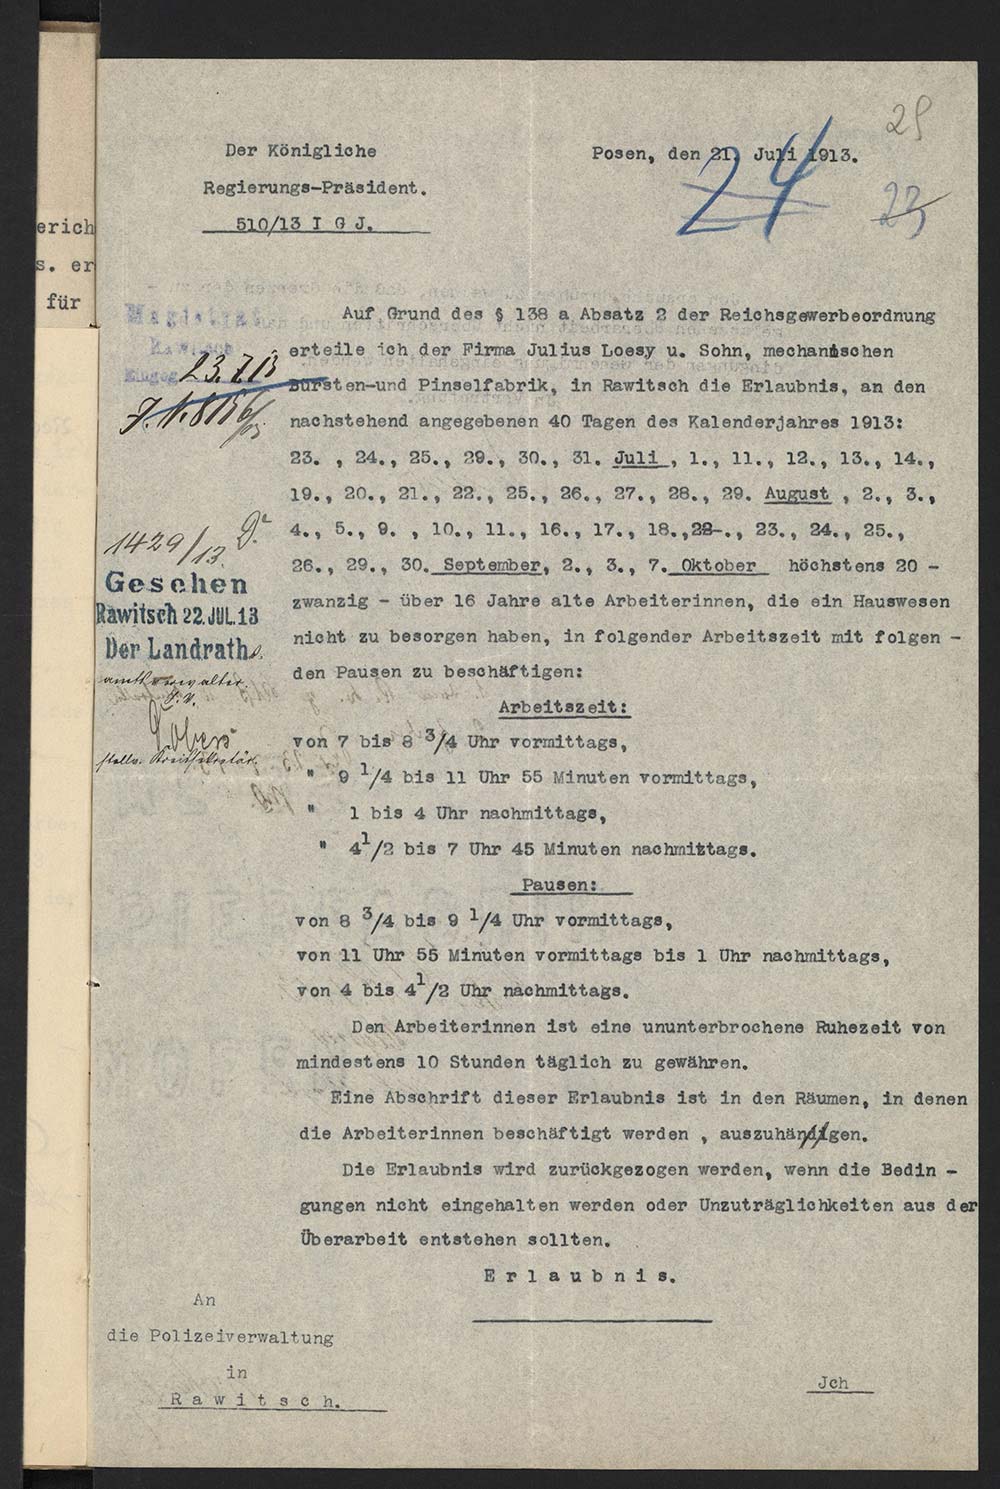 erich
s. er
für
29
Der Königliche
Regierungs-Präsident.
510/13 I G J.
Posen, den 21. Juli 1913.
24
23
Magistrat
Rawitsch
Eingeg. 23.7.13
J.N. 8156/13
Auf Grund des § 138 a Absatz 2 der Reichsgewerbeordnung
erteile ich der Firma Julius Loesy u. Sohn, mechanischen
Bürsten-und Pinselfabrik, in Rawitsch die Erlaubnis, an den
nachstehend angegebenen 40 Tagen des Kalenderjahres 1913:
23. , 24., 25., 29., 30., 31. Juli , 1., 11., 12., 13., 14.,
19., 20., 21., 22., 25., 26., 27., 28., 29. August , 2., 3.,
4., 5., 9. , 10., 11., 16., 17., 18.,22-., 23., 24., 25.,
26., 29., 30. September, 2., 3., 7. Oktober höchstens 20 -
zwanzig - über 16 Jahre alte Arbeiterinnen, die ein Hauswesen
nicht zu besorgen haben, in folgender Arbeitszeit mit folgen -
den Pausen zu beschäftigen:
1429/13.
Gesehen
Rawitsch 22. JUL. 13
Der Landrath
amtsverwalter.
I. V.
stellv. Kreissekretär.
Arbeitszeit:
von 7 bis 8 3/4 Uhr vormittags,
" 9 1/4 bis 11 Uhr 55 Minuten vormittags,
" 1 bis 4 Uhr nachmittags,
" 4 1/2 bis 7 Uhr 45 Minuten nachmittags.
Pausen:
von 8 3/4 bis 9 1/4 Uhr vormittags,
von 11 Uhr 55 Minuten vormittags bis 1 Uhr nachmittags,
von 4 bis 4 1/2 Uhr nachmittags.
Den Arbeiterinnen ist eine ununterbrochene Ruhezeit von
mindestens 10 Stunden täglich zu gewähren.
Eine Abschrift dieser Erlaubnis ist in den Räumen, in denen
die Arbeiterinnen beschäftigt werden , auszuhängen.
Die Erlaubnis wird zurückgezogen werden, wenn die Bedin -
gungen nicht eingehalten werden oder Unzuträglichkeiten aus der
Überarbeit entstehen sollten.
E r l a u b n i s.
An
die Polizeiverwaltung
in
R a w i t s c h.
Jch